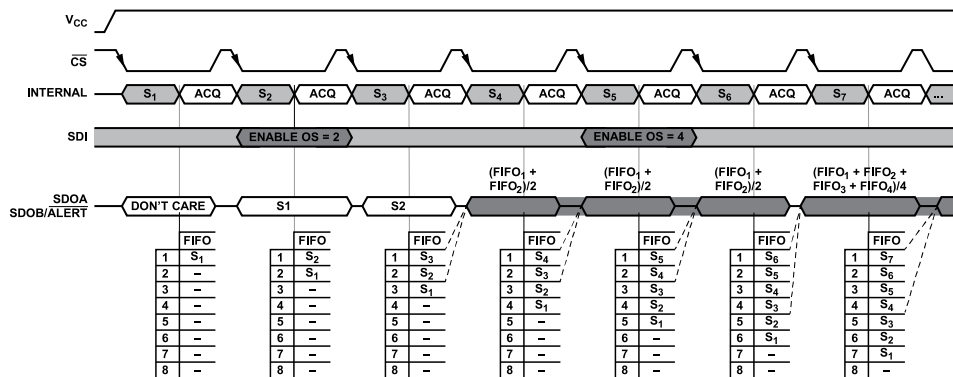 VCC
CS
INTERNAL
S1 ACQ S2 ACQ S3 ACQ S4 ACQ S5 ACQ S6 ACQ S7 ACQ ...
SDI
ENABLE OS = 2 ENABLE OS = 4
(FIFO1 + (FIFO1 + (FIFO1 + (FIFO1 + FIFO2 +
FIFO2)/2 FIFO2)/2 FIFO2)/2 FIFO3 + FIFO4)/4
SDOA
SDOB/ALERT
DON'T CARE S1 S2
FIFO FIFO FIFO FIFO FIFO FIFO FIFO
1 S1 1 S2 1 S3 1 S4 1 S5 1 S6 1 S7
2 – 2 S1 2 S2 2 S3 2 S4 2 S5 2 S6
3 – 3 – 3 S1 3 S2 3 S3 3 S4 3 S5
4 – 4 – 4 – 4 S1 4 S2 4 S3 4 S4
5 – 5 – 5 – 5 – 5 S1 5 S2 5 S3
6 – 6 – 6 – 6 – 6 – 6 S1 6 S2
7 – 7 – 7 – 7 – 7 – 7 – 7 S1
8 – 8 – 8 – 8 – 8 – 8 – 8 –